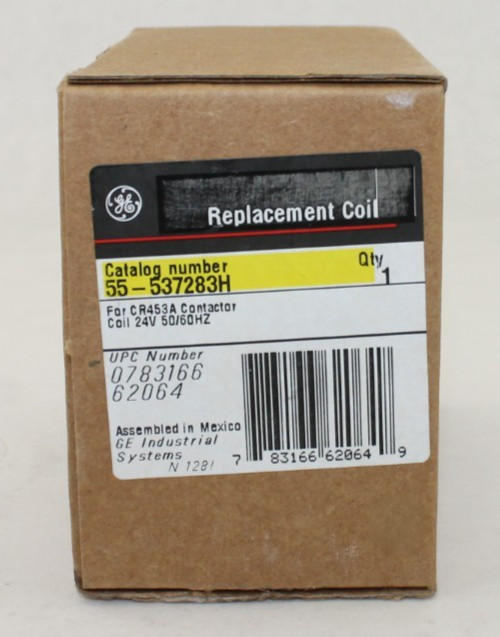 GE
Replacement Coil
Catalog number Qty
55-537283H 1
For CR453A Contactor
Coil 24V 50/60HZ
UPC Number
0783166
62064
Assembled in Mexico
GE Industrial
Systems
N 128!
7 83166 62064 9